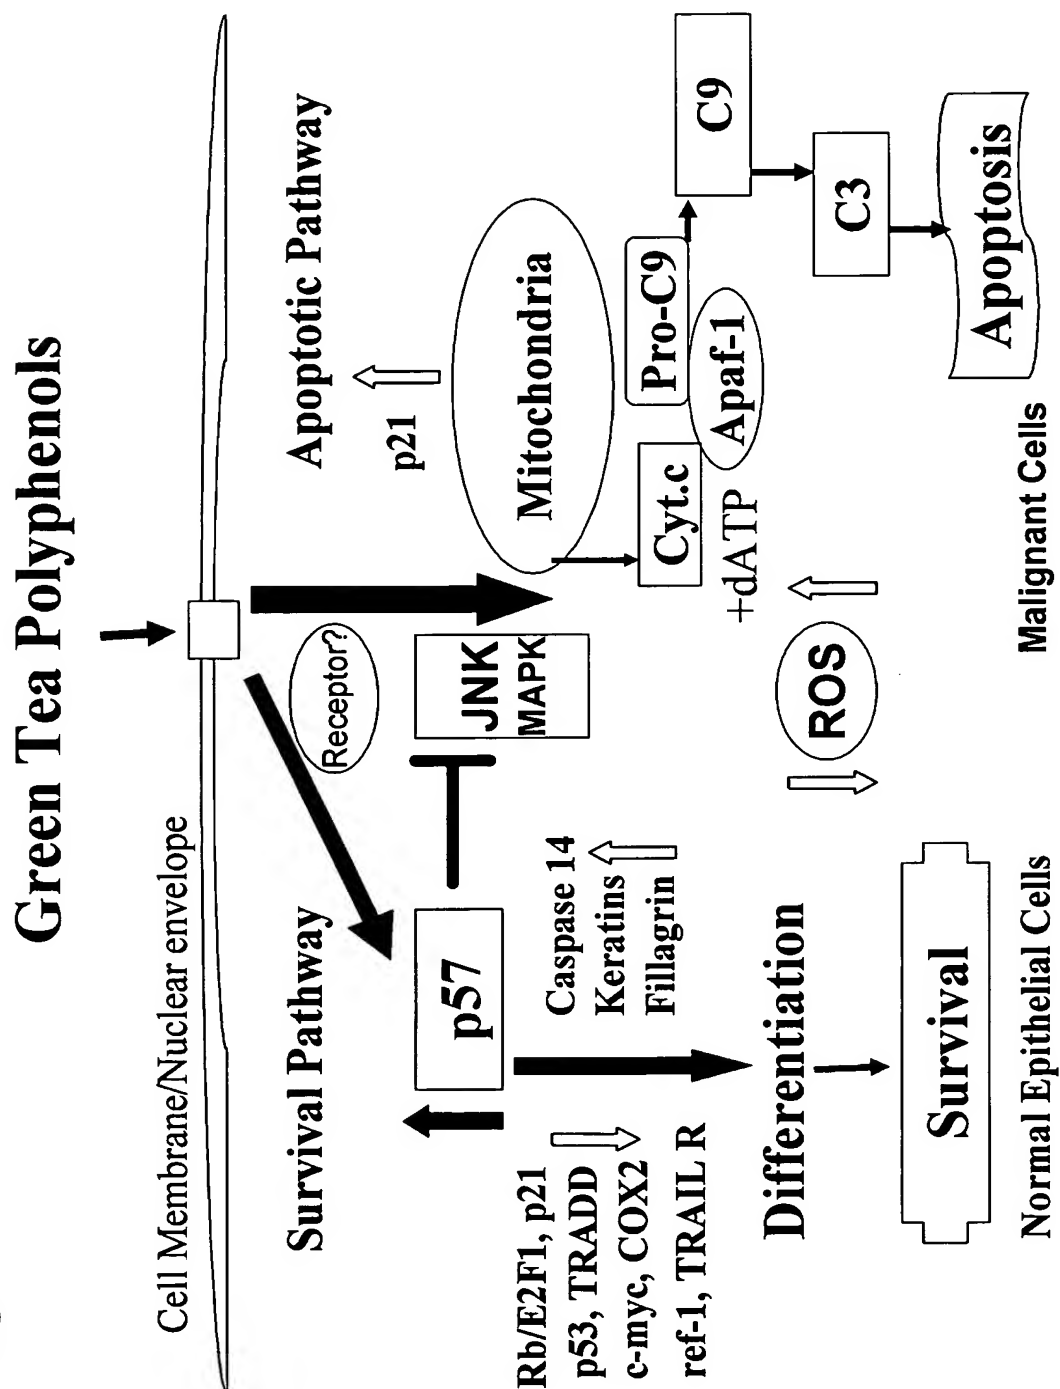 Green Tea Polyphenols
Cell Membrane/Nuclear envelope
Survival Pathway
Receptor?
Apoptotic Pathway
p21
p57
JNK
MAPK
Mitochondria
Rb/E2F1, p21
p53, TRADD
c-myc, COX2
ref-1, TRAIL R
Caspase 14
Keratins
Fillagrin
Cyt.c
+dATP
Pro-C9
Apaf-1
C9
C3
ROS
Differentiation
Survival
Apoptosis
Normal Epithelial Cells
Malignant Cells